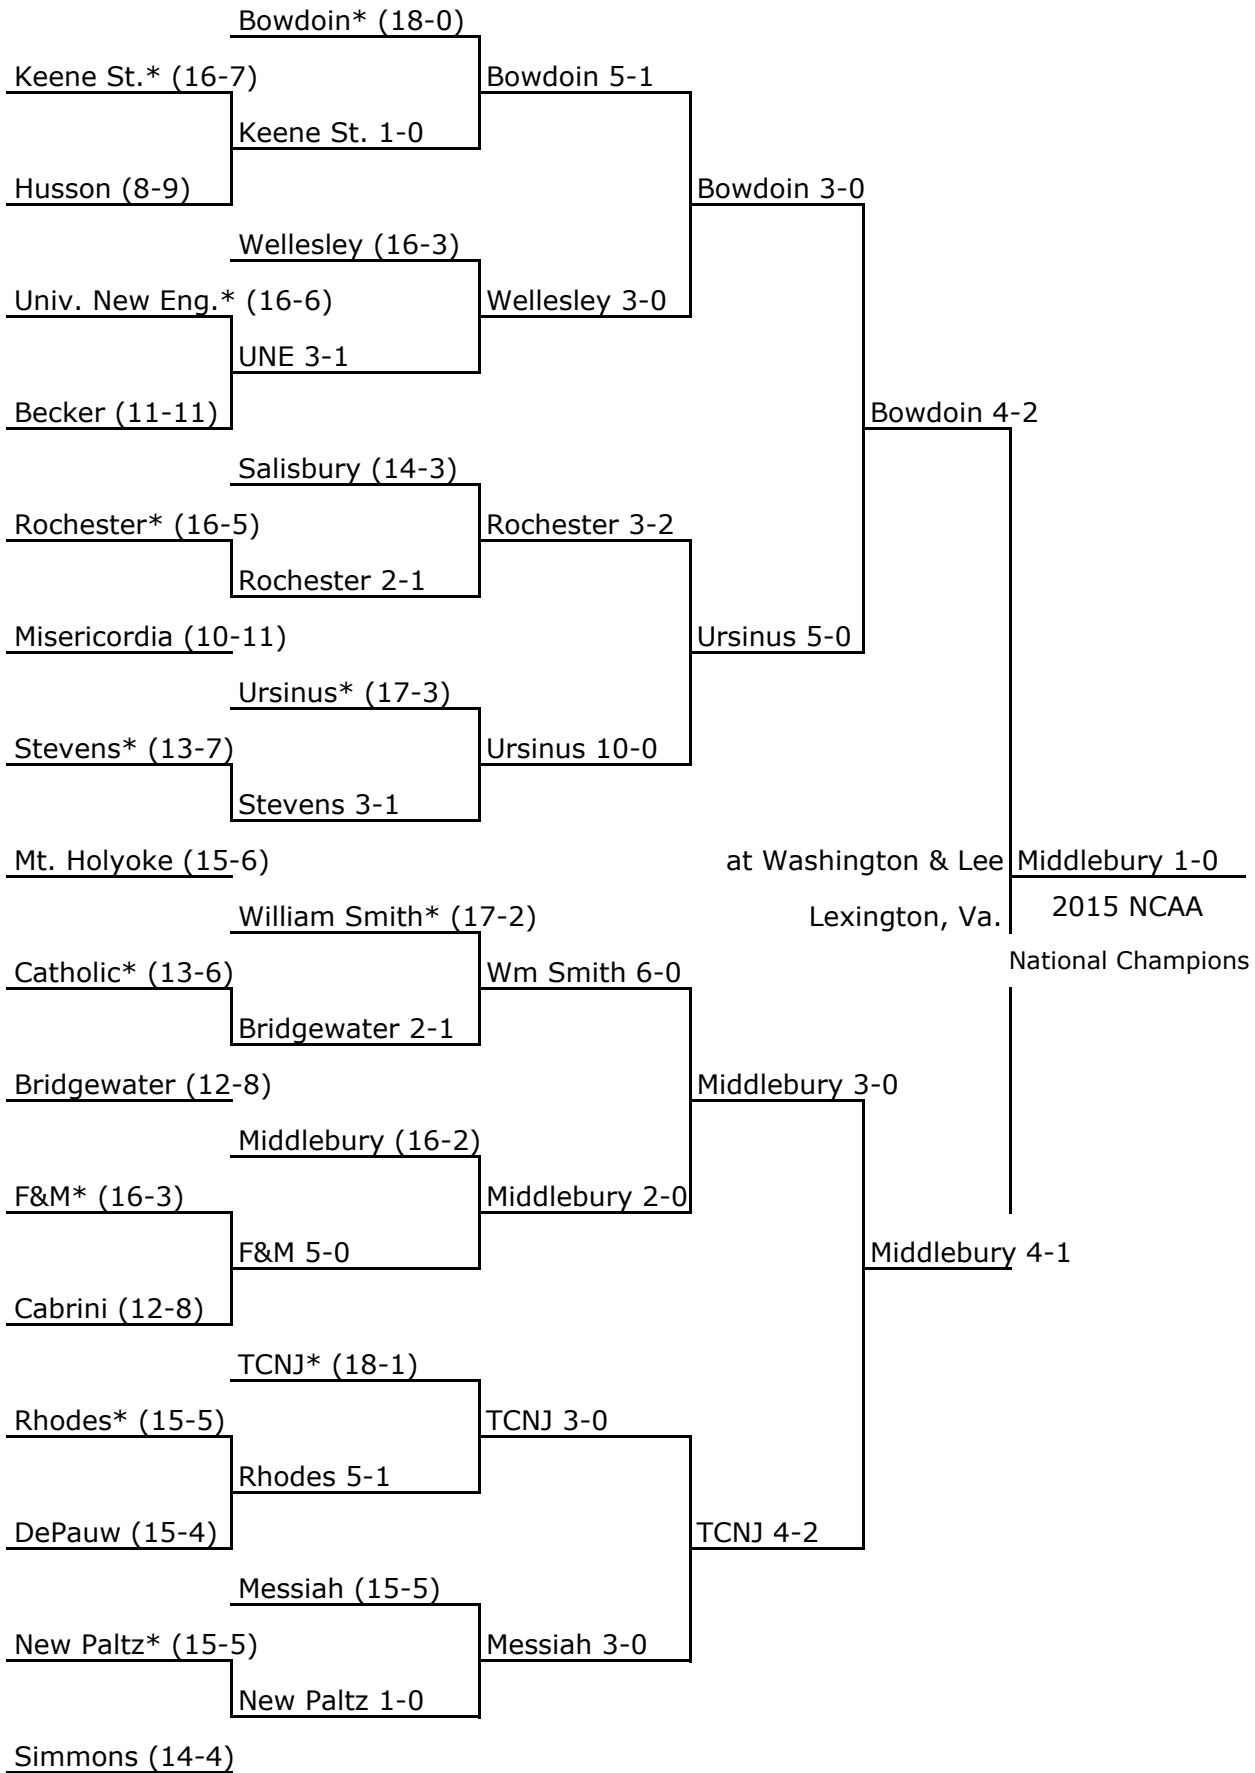 Bowdoin* (18-0)
Keene St.* (16-7)
Bowdoin 5-1
Keene St. 1-0
Husson (8-9)
Bowdoin 3-0
Wellesley (16-3)
Univ. New Eng.* (16-6)
Wellesley 3-0
UNE 3-1
Becker (11-11)
Bowdoin 4-2
Salisbury (14-3)
Rochester* (16-5)
Rochester 3-2
Rochester 2-1
Misericordia (10-11)
Ursinus 5-0
Ursinus* (17-3)
Stevens* (13-7)
Ursinus 10-0
Stevens 3-1
Mt. Holyoke (15-6)
at Washington & Lee
Middlebury 1-0
William Smith* (17-2)
Lexington, Va.
2015 NCAA
Catholic* (13-6)
Wm Smith 6-0
National Champions
Bridgewater 2-1
Bridgewater (12-8)
Middlebury 3-0
Middlebury (16-2)
F&M* (16-3)
Middlebury 2-0
F&M 5-0
Middlebury 4-1
Cabrini (12-8)
TCNJ* (18-1)
Rhodes* (15-5)
TCNJ 3-0
Rhodes 5-1
DePauw (15-4)
TCNJ 4-2
Messiah (15-5)
New Paltz* (15-5)
Messiah 3-0
New Paltz 1-0
Simmons (14-4)